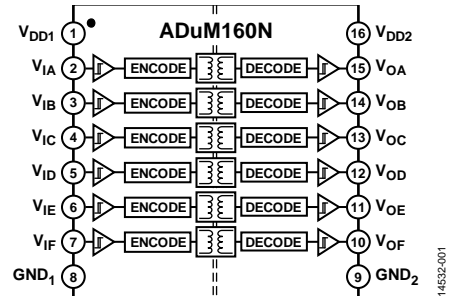 ADuM160N
V_DD1 1 16 V_DD2
V_IA 2 ENCODE DECODE 15 V_OA
V_IB 3 ENCODE DECODE 14 V_OB
V_IC 4 ENCODE DECODE 13 V_OC
V_ID 5 ENCODE DECODE 12 V_OD
V_IE 6 ENCODE DECODE 11 V_OE
V_IF 7 ENCODE DECODE 10 V_OF
GND_1 8 9 GND_2
14532-001